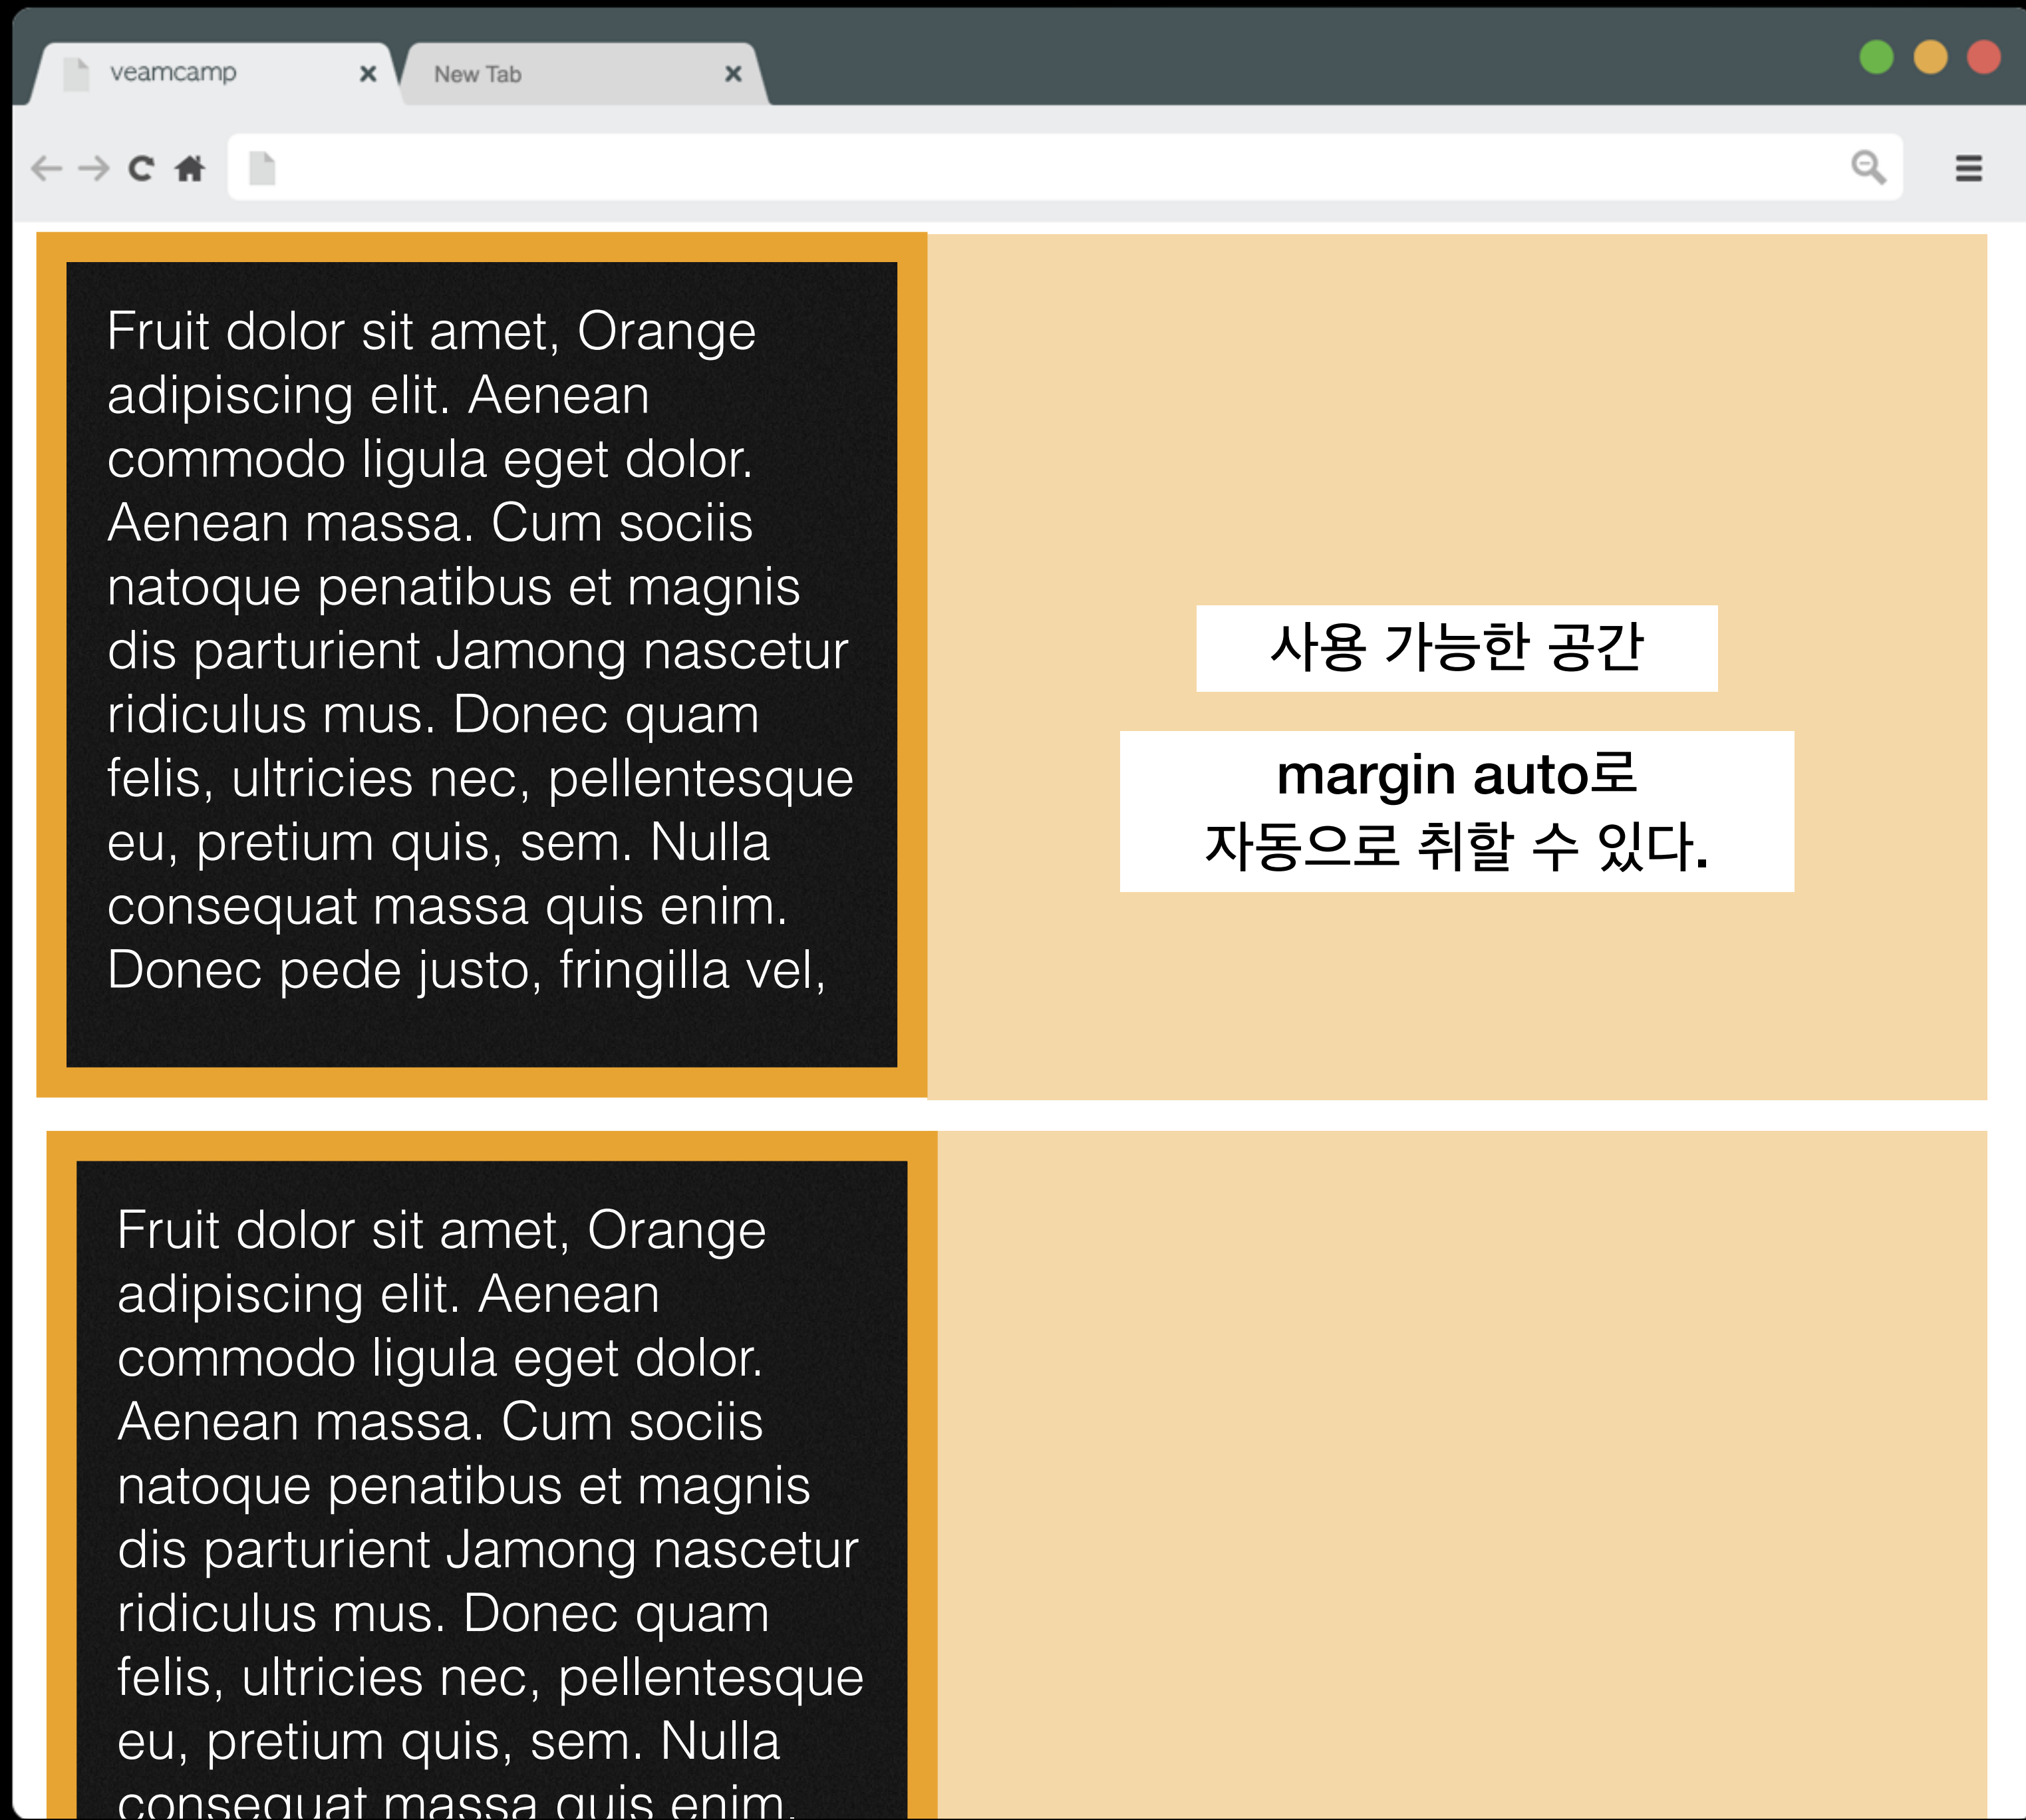 veamcamp
New Tab
Fruit dolor sit amet, Orange
adipiscing elit. Aenean
commodo ligula eget dolor.
Aenean massa. Cum sociis
natoque penatibus et magnis
dis parturient Jamong nascetur
ridiculus mus. Donec quam
felis, ultricies nec, pellentesque
eu, pretium quis, sem. Nulla
consequat massa quis enim.
Donec pede justo, fringilla vel,
사용 가능한 공간
margin auto로
자동으로 취할 수 있다.
Fruit dolor sit amet, Orange
adipiscing elit. Aenean
commodo ligula eget dolor.
Aenean massa. Cum sociis
natoque penatibus et magnis
dis parturient Jamong nascetur
ridiculus mus. Donec quam
felis, ultricies nec, pellentesque
eu, pretium quis, sem. Nulla
consequat massa quis enim.